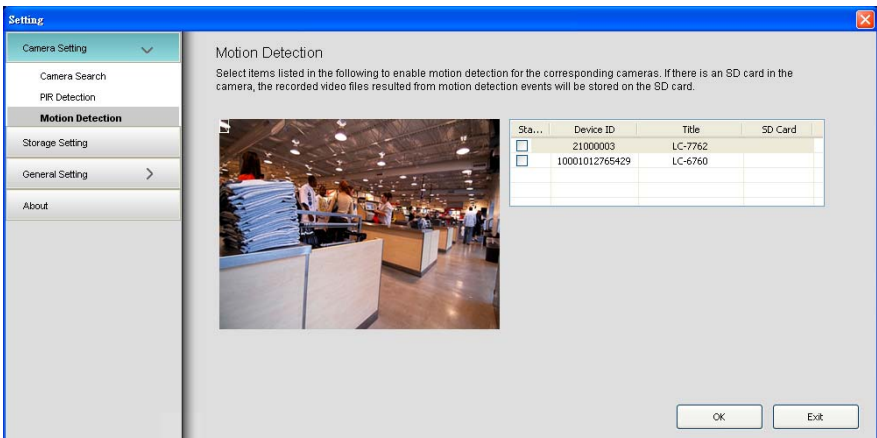 Setting
Camera Setting
Camera Search
PIR Detection
Motion Detection
Storage Setting
General Setting
About
Motion Detection
Select items listed in the following to enable motion detection for the corresponding cameras. If there is an SD card in the
camera, the recorded video files resulted from motion detection events will be stored on the SD card.
Sta... Device ID Title SD Card
21000003 LC-7762
10001012765429 LC-6760
OK Exit